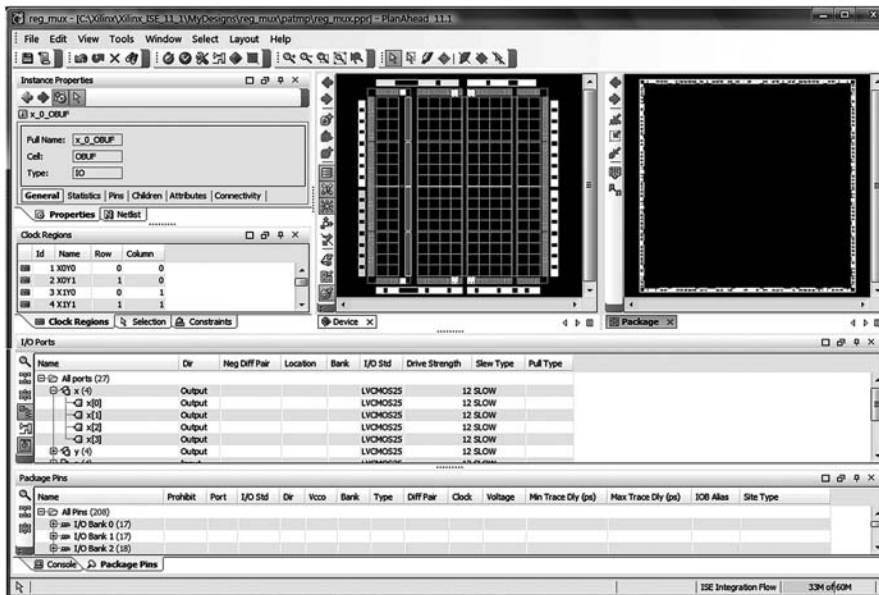 reg_mux - [C:\Xilinx\Xilinx_ISE_11_1\MyDesigns\reg_mux\patmp\reg_mux.ppr] - PlanAhead 11.1
File Edit View Tools Window Select Layout Help
Instance Properties
x_0_OBUF
Full Name: x_0_OBUF
Cell: OBUF
Type: IO
General Statistics Pins Children Attributes Connectivity
Properties Netlist
Clock Regions
Id Name Row Column
1 X0Y0 0 0
2 X0Y1 1 0
3 X1Y0 0 1
4 X1Y1 1 1
Clock Regions Selection Constraints
Device
Package
I/O Ports
Name Dir Neg Diff Pair Location Bank I/O Std Drive Strength Slew Type Pull Type
All ports (27)
x (4) Output LVCMOS25 12 SLOW
x[0] Output LVCMOS25 12 SLOW
x[1] Output LVCMOS25 12 SLOW
x[2] Output LVCMOS25 12 SLOW
x[3] Output LVCMOS25 12 SLOW
y (4) Output LVCMOS25 12 SLOW
Package Pins
Name Prohibit Port I/O Std Dir Vcco Bank Type Diff Pair Clock Voltage Min Trace Dly (ps) Max Trace Dly (ps) IOB Alias Site Type
All Pins (208)
I/O Bank 0 (17)
I/O Bank 1 (17)
I/O Bank 2 (18)
Console Package Pins
ISE Integration Flow 33M of 60M